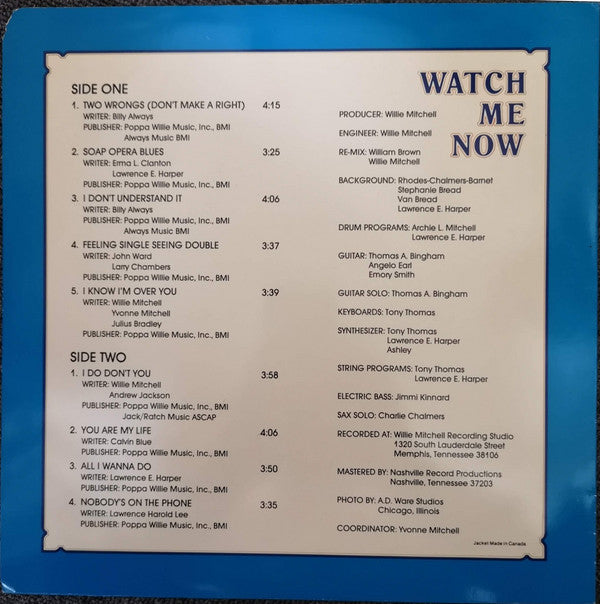 SIDE ONE
1. TWO WRONGS (DON'T MAKE A RIGHT) 4:15
WRITER: Billy Always
PUBLISHER: Poppa Willie Music, Inc., BMI
Always Music BMI
2. SOAP OPERA BLUES 3:25
WRITER: Erma L. Clanton
Lawrence E. Harper
PUBLISHER: Poppa Willie Music, Inc., BMI
3. I DON'T UNDERSTAND IT 4:06
WRITER: Billy Always
PUBLISHER: Poppa Willie Music, Inc., BMI
Always Music BMI
4. FEELING SINGLE SEEING DOUBLE 3:37
WRITER: John Ward
Larry Chambers
PUBLISHER: Poppa Willie Music, Inc., BMI
5. I KNOW I'M OVER YOU 3:39
WRITER: Willie Mitchell
Yvonne Mitchell
Julius Bradley
PUBLISHER: Poppa Willie Music, Inc., BMI
SIDE TWO
1. I DO DON'T YOU 3:58
WRITER: Willie Mitchell
Andrew Jackson
PUBLISHER: Poppa Willie Music, Inc., BMI
Jack/Ratch Music ASCAP
2. YOU ARE MY LIFE 4:06
WRITER: Calvin Blue
PUBLISHER: Poppa Willie Music, Inc., BMI
3. ALL I WANNA DO 3:50
WRITER: Lawrence E. Harper
PUBLISHER: Poppa Willie Music, Inc., BMI
4. NOBODY'S ON THE PHONE 3:35
WRITER: Lawrence Harold Lee
PUBLISHER: Poppa Willie Music, Inc., BMI
WATCH
ME
NOW
PRODUCER: Willie Mitchell
ENGINEER: Willie Mitchell
RE-MIX: William Brown
Willie Mitchell
BACKGROUND: Rhodes-Chalmers-Barnet
Stephanie Bread
Van Bread
Lawrence E. Harper
DRUM PROGRAMS: Archie L. Mitchell
Lawrence E. Harper
GUITAR: Thomas A. Bingham
Angelo Earl
Emory Smith
GUITAR SOLO: Thomas A. Bingham
KEYBOARDS: Tony Thomas
SYNTHESIZER: Tony Thomas
Lawrence E. Harper
Ashley
STRING PROGRAMS: Tony Thomas
Lawrence E. Harper
ELECTRIC BASS: Jimmi Kinnard
SAX SOLO: Charlie Chalmers
RECORDED AT: Willie Mitchell Recording Studio
1320 South Lauderdale Street
Memphis, Tennessee 38106
MASTERED BY: Nashville Record Productions
Nashville, Tennessee 37203
PHOTO BY: A.D. Ware Studios
Chicago, Illinois
COORDINATOR: Yvonne Mitchell
Jacket Made in Canada